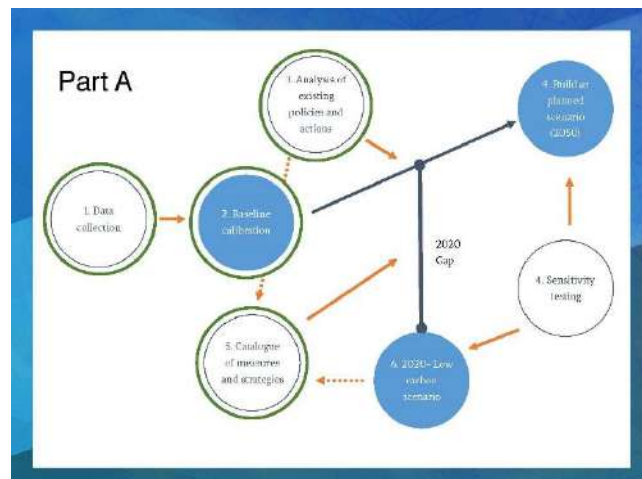 Part A
3. Analysis of
existing
policies and
actions
4. Build an
planned
scenario
(2050)
1. Data
collection
2. Baseline
calibration
2020
Gap
4. Sensitivity
testing
5. Catalogue
of measures
and strategies
6. 2020- Low
carbon
scenario